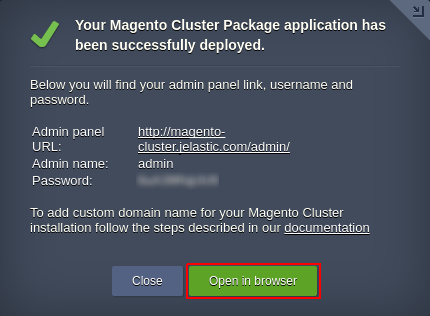 Your Magento Cluster Package application has
been successfully deployed.
Below you will find your admin panel link, username and
password.
Admin panel http://magento-
URL: cluster.jelastic.com/admin/
Admin name: admin
Password:
To add custom domain name for your Magento Cluster
installation follow the steps described in our documentation
Close Open in browser